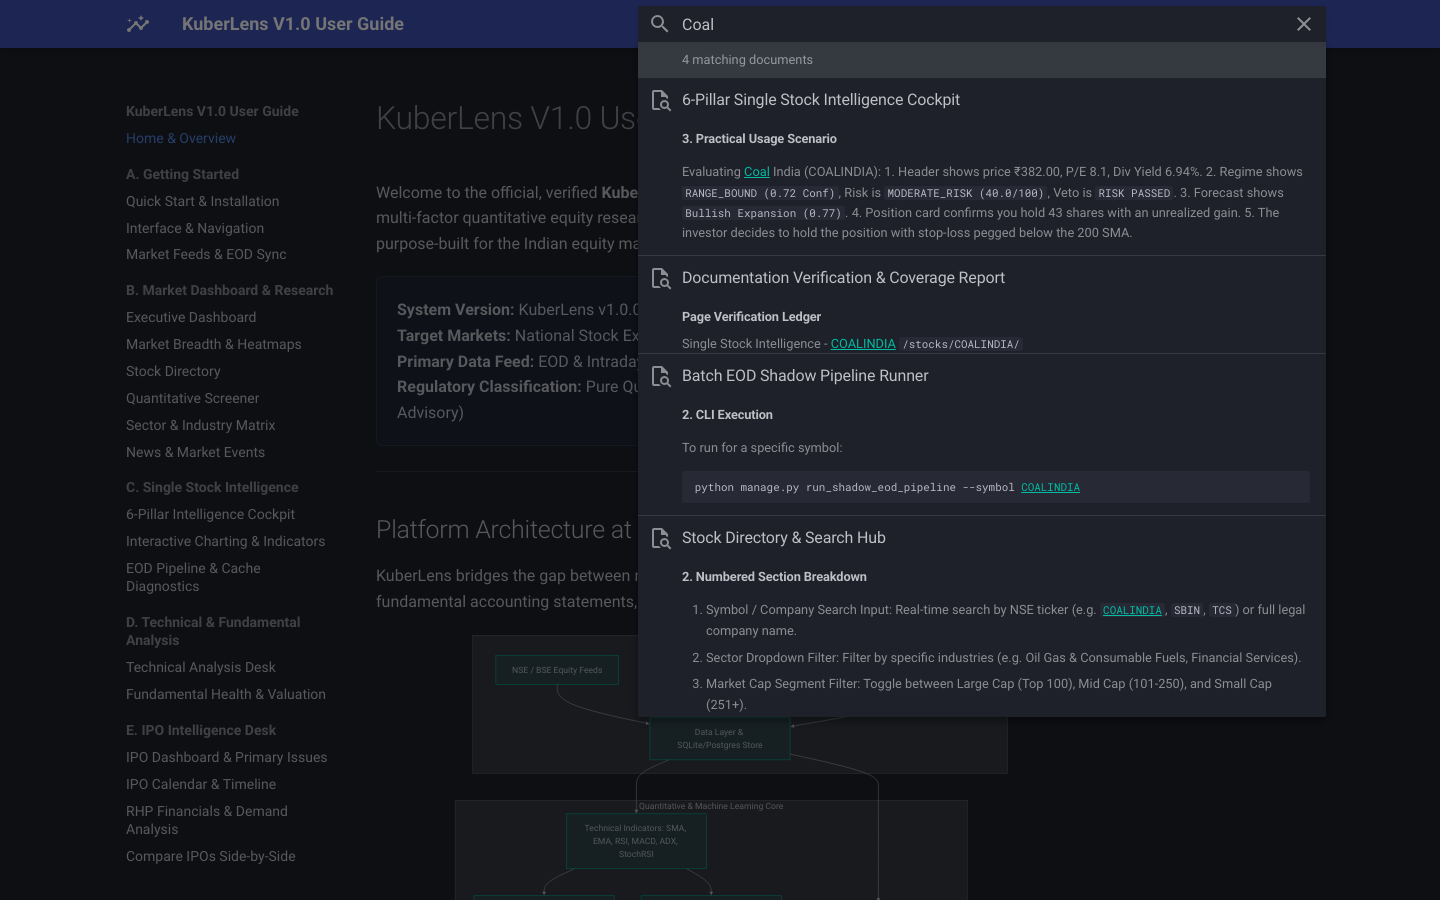 KuberLens V1.0 User Guide
Coal
4 matching documents
KuberLens V1.0 User Guide
Home & Overview
A. Getting Started
Quick Start & Installation
Interface & Navigation
Market Feeds & EOD Sync
B. Market Dashboard & Research
Executive Dashboard
Market Breadth & Heatmaps
Stock Directory
Quantitative Screener
Sector & Industry Matrix
News & Market Events
C. Single Stock Intelligence
6-Pillar Intelligence Cockpit
Interactive Charting & Indicators
EOD Pipeline & Cache
Diagnostics
D. Technical & Fundamental
Analysis
Technical Analysis Desk
Fundamental Health & Valuation
E. IPO Intelligence Desk
IPO Dashboard & Primary Issues
IPO Calendar & Timeline
RHP Financials & Demand
Analysis
Compare IPOs Side-by-Side
KuberLens V1.0 Us
Welcome to the official, verified Kube
multi-factor quantitative equity resea
purpose-built for the Indian equity ma
System Version: KuberLens v1.0.0
Target Markets: National Stock Ex
Primary Data Feed: EOD & Intraday
Regulatory Classification: Pure Qu
Advisory)
Platform Architecture at
KuberLens bridges the gap between r
fundamental accounting statements,
NSE / BSE Equity Feeds
Data Layer &
SQLite/Postgres Store
Quantitative & Machine Learning Core
Technical Indicators: SMA,
EMA, RSI, MACD, ADX,
StochRSI
6-Pillar Single Stock Intelligence Cockpit
3. Practical Usage Scenario
Evaluating Coal India (COALINDIA): 1. Header shows price ₹382.00, P/E 8.1, Div Yield 6.94%. 2. Regime shows
RANGE_BOUND (0.72 Conf), Risk is MODERATE_RISK (40.0/100), Veto is RISK PASSED. 3. Forecast shows
Bullish Expansion (0.77). 4. Position card confirms you hold 43 shares with an unrealized gain. 5. The
investor decides to hold the position with stop-loss pegged below the 200 SMA.
Documentation Verification & Coverage Report
Page Verification Ledger
Single Stock Intelligence - COALINDIA /stocks/COALINDIA/
Batch EOD Shadow Pipeline Runner
2. CLI Execution
To run for a specific symbol:
python manage.py run_shadow_eod_pipeline --symbol COALINDIA
Stock Directory & Search Hub
2. Numbered Section Breakdown
1. Symbol / Company Search Input: Real-time search by NSE ticker (e.g. COALINDIA, SBIN, TCS) or full legal
company name.
2. Sector Dropdown Filter: Filter by specific industries (e.g. Oil Gas & Consumable Fuels, Financial Services).
3. Market Cap Segment Filter: Toggle between Large Cap (Top 100), Mid Cap (101-250), and Small Cap
(251+).